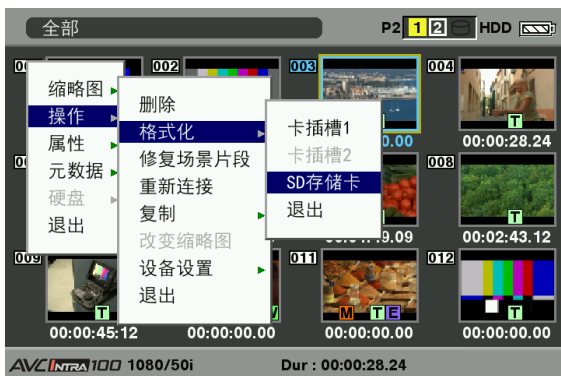 全部
P2 1 2 HDD
002
003
004
缩略图
操作
属性
元数据
硬盘
退出
删除
格式化
修复场景片段
重新连接
复制
改变缩略图
设备设置
退出
卡插槽1
卡插槽2
SD存储卡
退出
T
00:00:28.24
008
T
00:02:43.12
009
T
00:00:45:12
00:00:00.00
011
M T E
00:00:00.00
012
T
00:00:00.00
AVC INTRA 100 1080/50i
Dur : 00:00:28.24